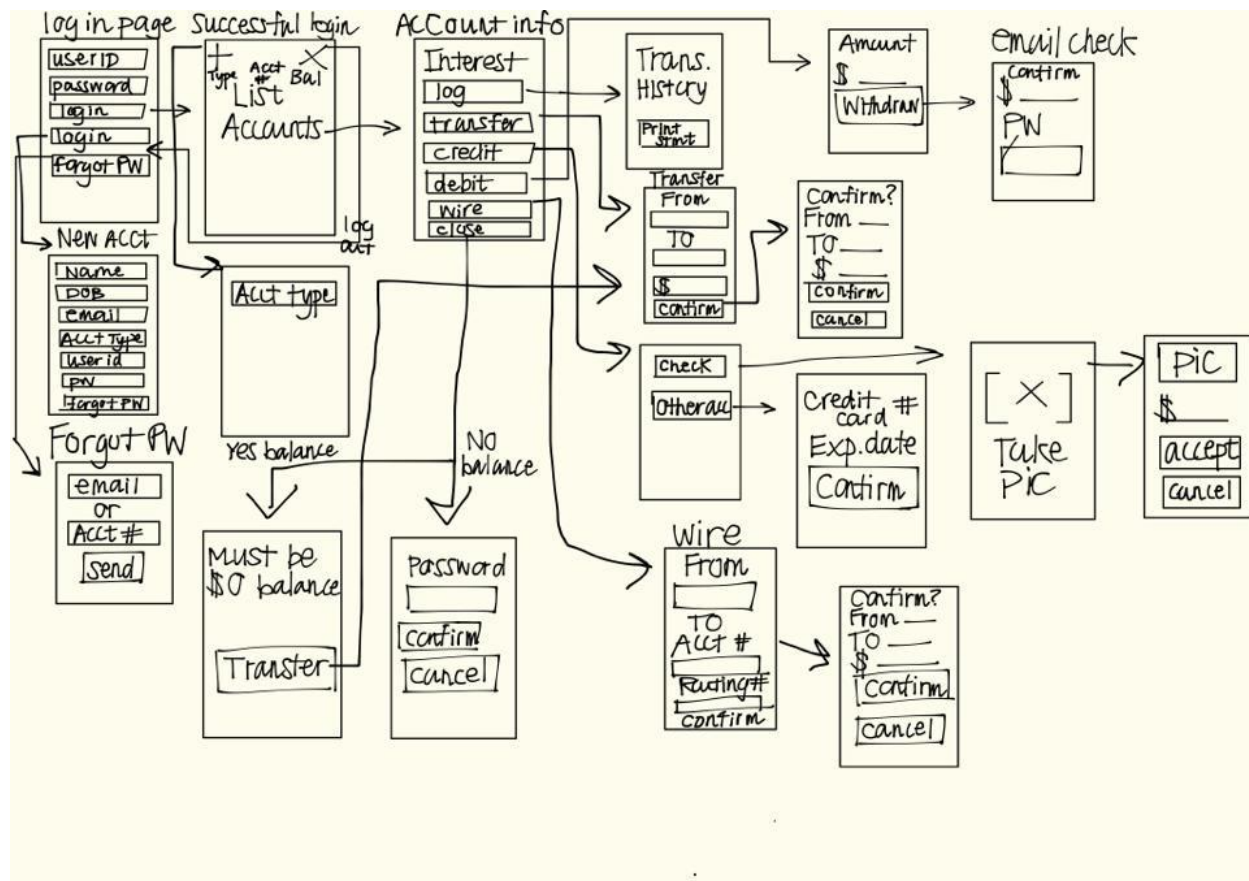 log in page
userID
password
login
login
forgot PW
Successful login
Type Acct # Bal
List
Accounts
log
out
Account info
Interest
log
transfer
credit
debit
wire
close
Trans.
History
Print
stmt
Amount
$
Withdraw
email check
Confirm
$
PW
New Acct
Name
DOB
email
Acct Type
User id
PW
forgot PW
Acct type
Transfer
From
TO
$
confirm
Confirm?
From
TO
$
confirm
cancel
check
Other acc
Credit
card #
Exp. date
Confirm
[X]
Take
PiC
PiC
$
accept
cancel
Forgot PW
email
or
Acct #
send
Yes balance
NO
balance
Must be
$0 balance
Transfer
Password
confirm
cancel
Wire
From
TO
Acct #
Routing#
confirm
Confirm?
From
TO
$
Confirm
cancel